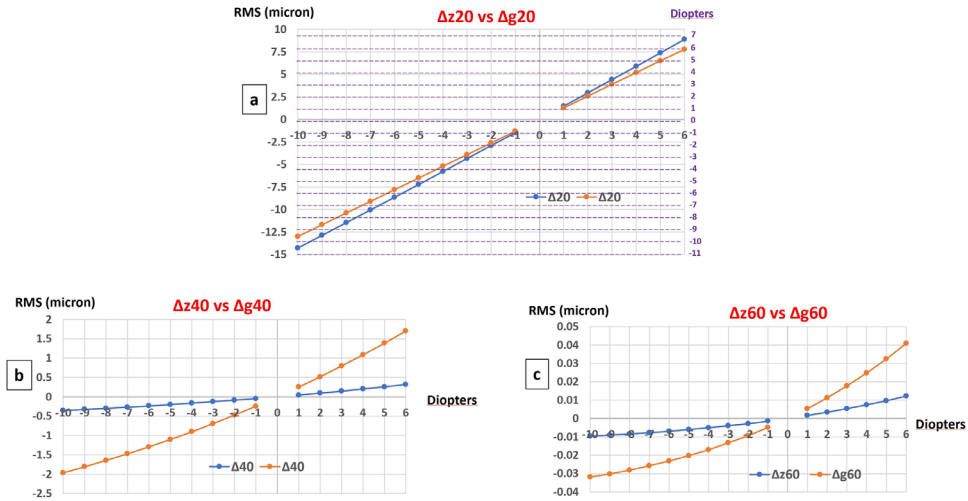 RMS (micron)
Δz20 vs Δg20
Diopters
10
7.5
5
2.5
0
-2.5
-5
-7.5
-10
-12.5
-15
a
-10 -9 -8 -7 -6 -5 -4 -3 -2 -1 0 1 2 3 4 5 6
7
6
5
4
3
2
1
0
-1
-2
-3
-4
-5
-6
-7
-8
-9
-10
-11
Δ20 Δ20
RMS (micron)
Δz40 vs Δg40
2
1.5
1
0.5
0
-0.5
-1
-1.5
-2
-2.5
b
-10 -9 -8 -7 -6 -5 -4 -3 -2 -1 0 1 2 3 4 5 6
Diopters
Δ40 Δ40
RMS (micron)
Δz60 vs Δg60
0.05
0.04
0.03
0.02
0.01
0
-0.01
-0.02
-0.03
-0.04
c
-10 -9 -8 -7 -6 -5 -4 -3 -2 -1 0 1 2 3 4 5 6
Diopters
Δz60 Δg60